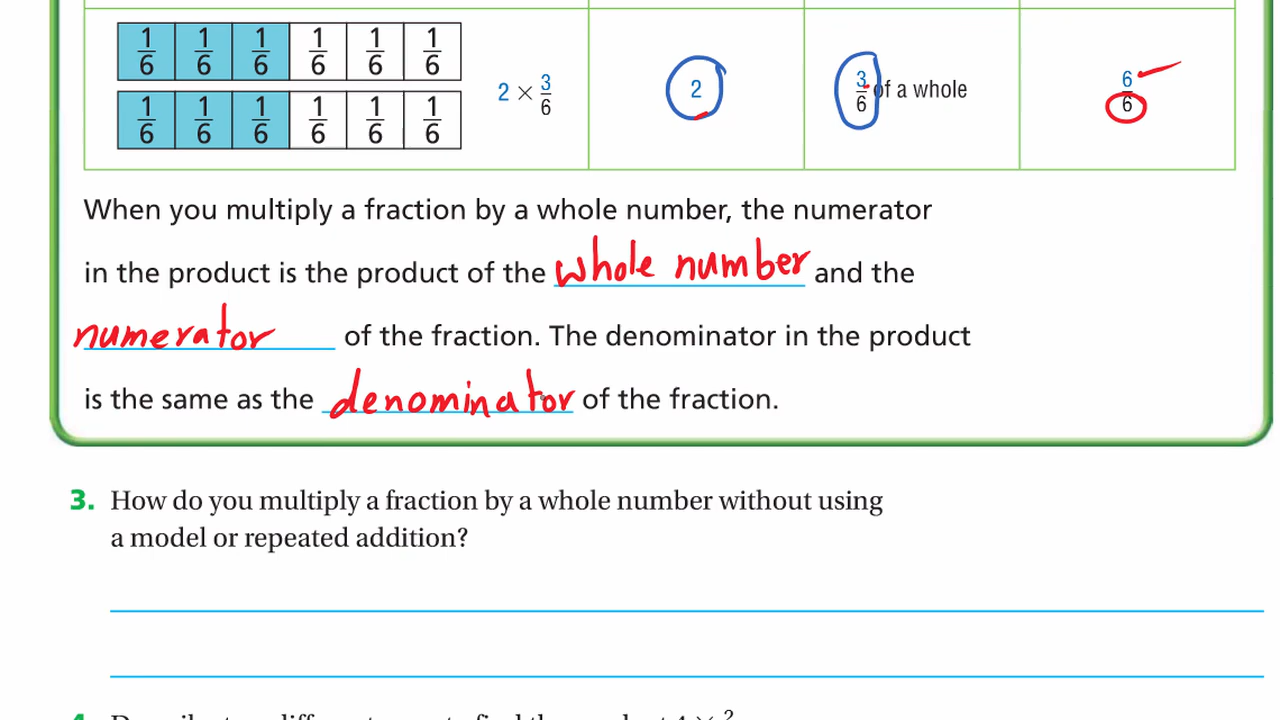 1/6 1/6 1/6 1/6 1/6 1/6
1/6 1/6 1/6 1/6 1/6 1/6
2 × 3/6
2
3/6 of a whole
6/6
When you multiply a fraction by a whole number, the numerator
in the product is the product of the whole number and the
numerator of the fraction. The denominator in the product
is the same as the denominator of the fraction.
3. How do you multiply a fraction by a whole number without using
a model or repeated addition?